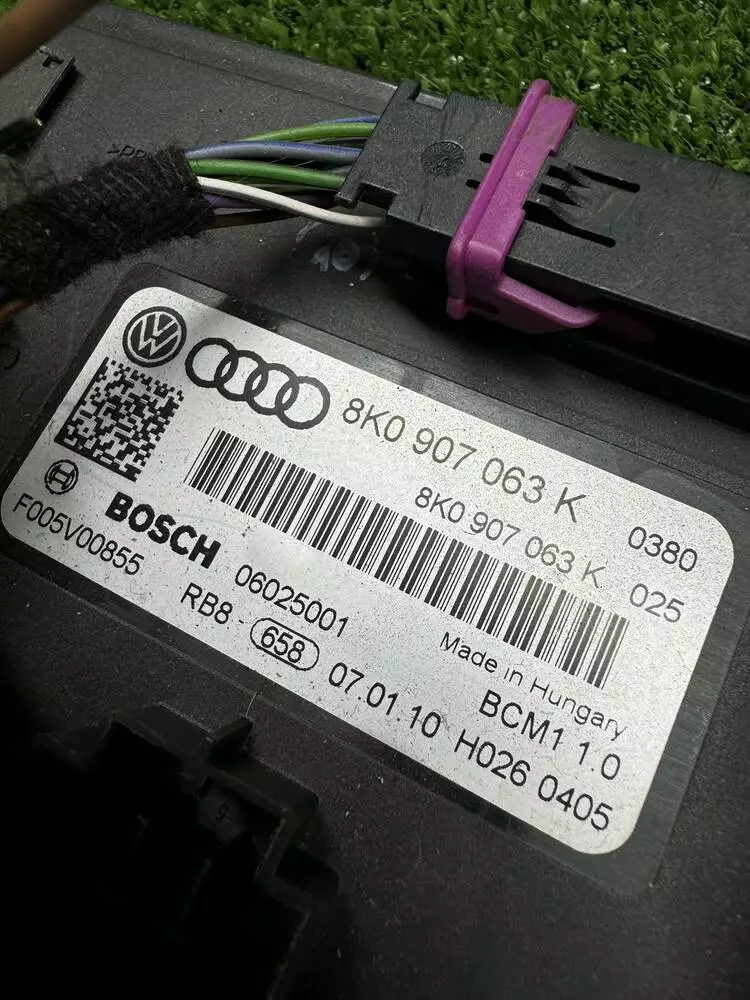 8K0 907 063 K
8K0 907 063 K
0380
025
BOSCH
F005V00855
06025001
Made in Hungary
RB8 - 658 07.01.10
BCM1 1.0
H026 0405